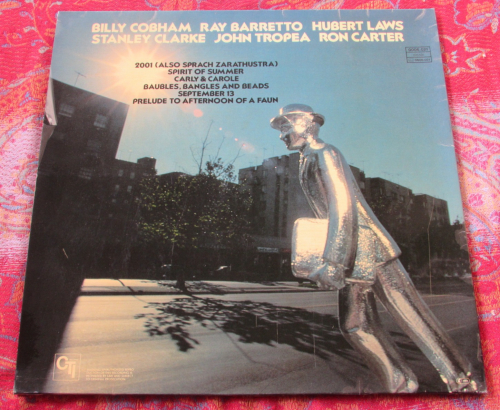 BILLY COBHAM RAY BARRETTO HUBERT LAWS
STANLEY CLARKE JOHN TROPEA RON CARTER
2001 (ALSO SPRACH ZARATHUSTRA)
SPIRIT OF SUMMER
CARLY & CAROLE
BAUBLES, BANGLES AND BEADS
SEPTEMBER 13
PRELUDE TO AFTERNOON OF A FAUN
CTI